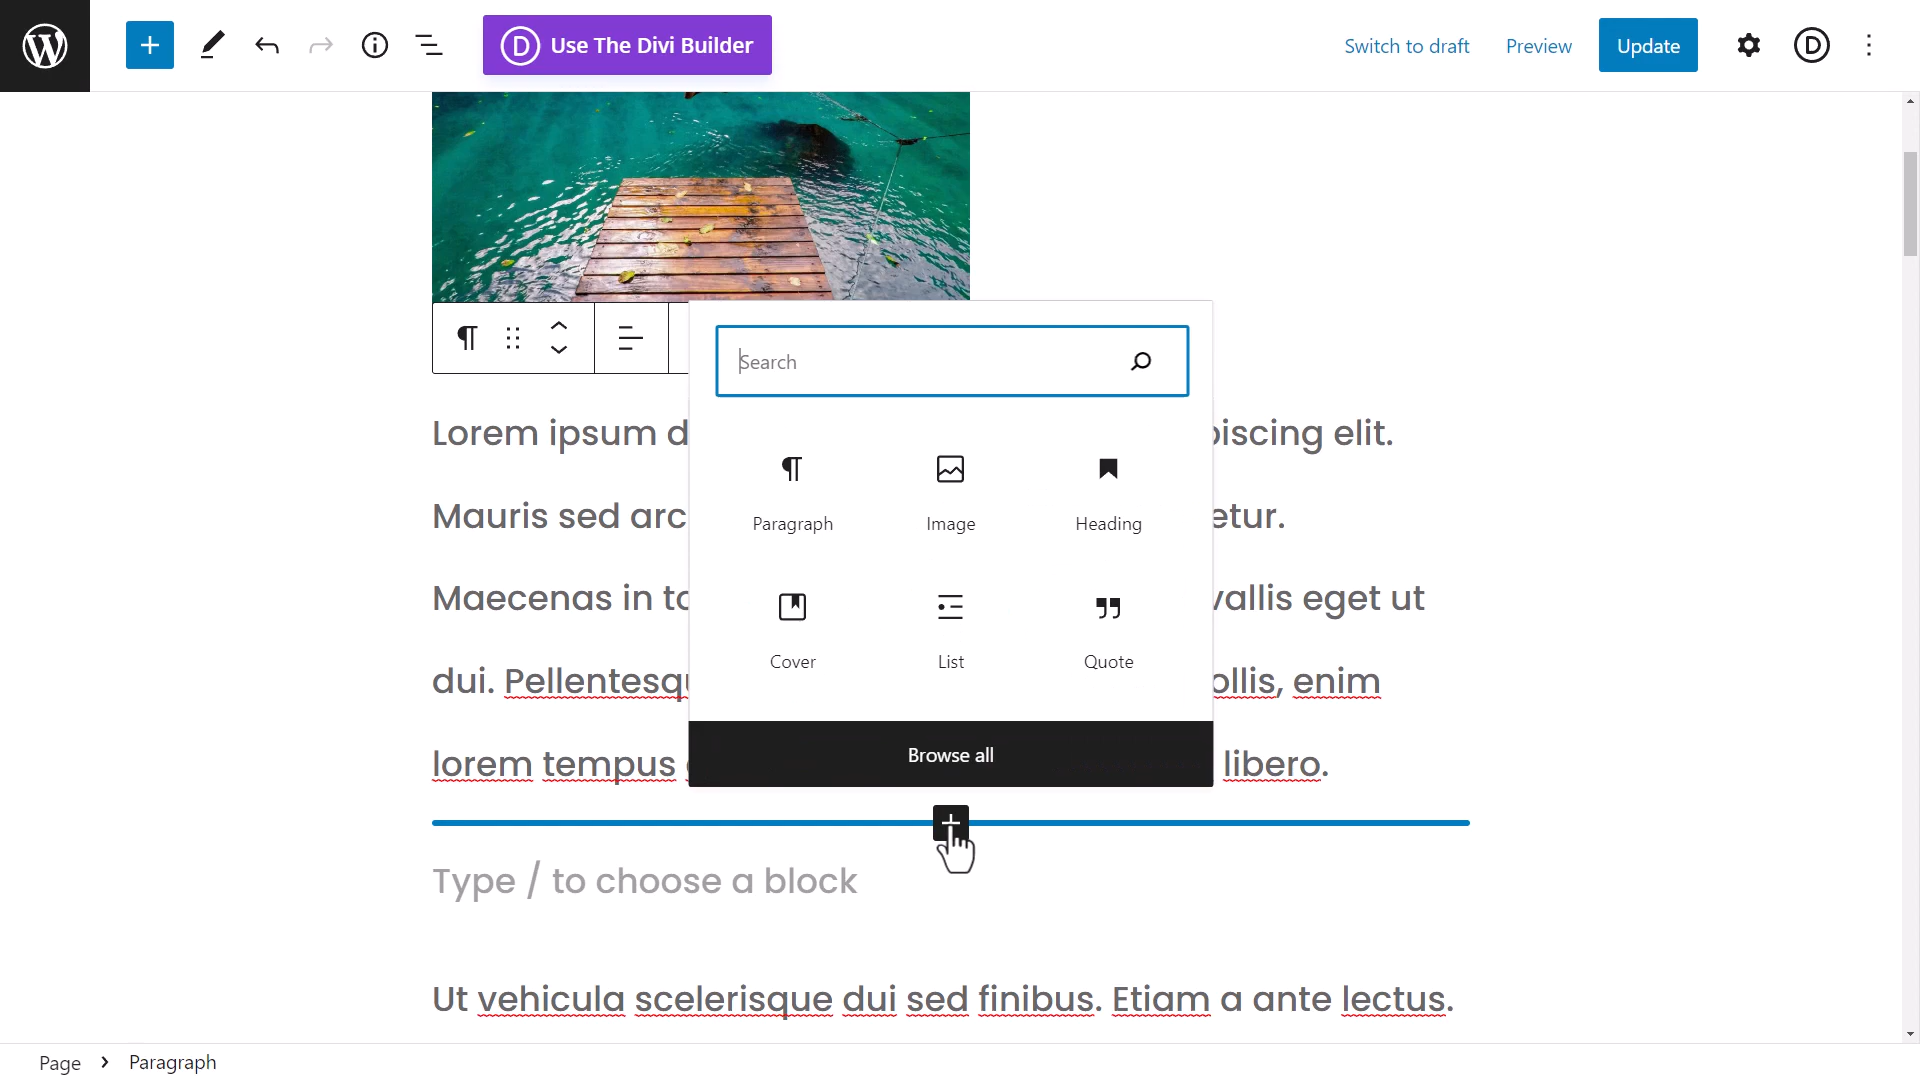 Use The Divi Builder
Switch to draft
Preview
Update
Search
Lorem ipsum d
piscing elit.
Paragraph
Image
Heading
Mauris sed arc
etur.
Maecenas in to
vallis eget ut
Cover
List
Quote
dui. Pellentesqu
ollis, enim
Browse all
lorem tempus
libero.
Type / to choose a block
Ut vehicula scelerisque dui sed finibus. Etiam a ante lectus.
Page > Paragraph